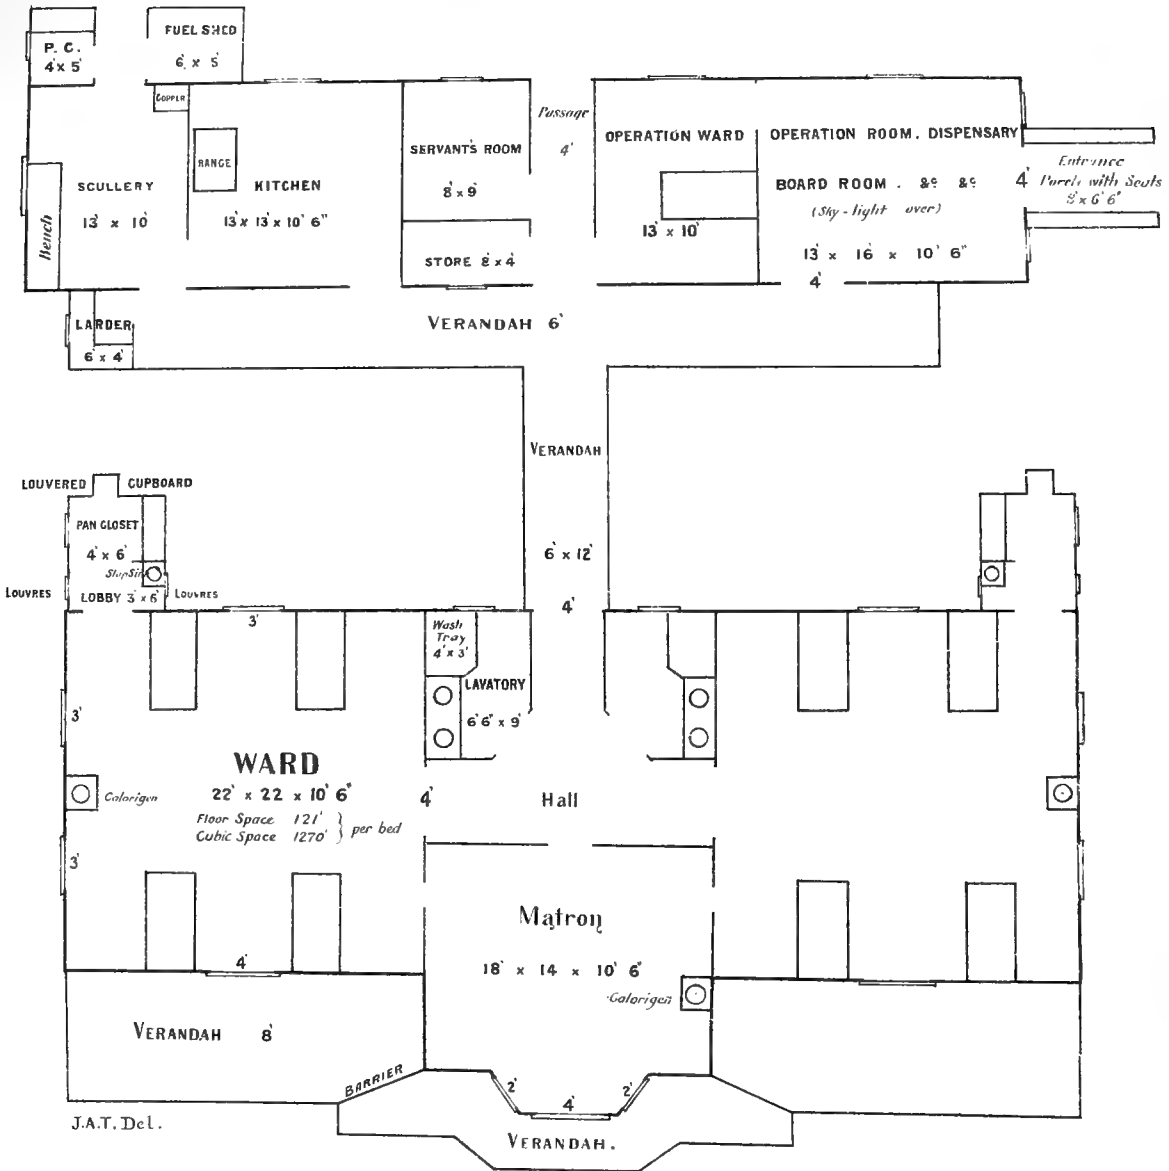 P. C.
4' x 5'
FUEL SHED
6' x 5'
COPPER
RANGE
SCULLERY
13' x 10'
Bench
KITCHEN
13' x 13' x 10' 6"
SERVANT'S ROOM
8' x 9'
STORE 8' x 4'
Passage
4'
OPERATION WARD
13' x 10'
OPERATION ROOM. DISPENSARY
BOARD ROOM . &c &c
(Sky-light over)
13' x 16' x 10' 6"
4'
4'
Entrance
Porch with Seats
8' x 6' 6"
LARDER
6' x 4'
VERANDAH 6'
VERANDAH
6' x 12'
4'
LOUVERED CUPBOARD
PAN CLOSET
4' x 6'
Slop Sink
LOUVRES
LOBBY 3' x 6'
LOUVRES
3'
Wash
Tray
4' x 3'
LAVATORY
6' 6" x 9'
3'
WARD
22' x 22 x 10' 6"
Floor Space 121'
Cubic Space 1270'
per bed
Calorigen
4'
Hall
3'
4'
Matron
18' x 14 x 10' 6"
Calorigen
VERANDAH 8'
BARRIER
2'
4'
2'
VERANDAH.
J.A.T. Del.